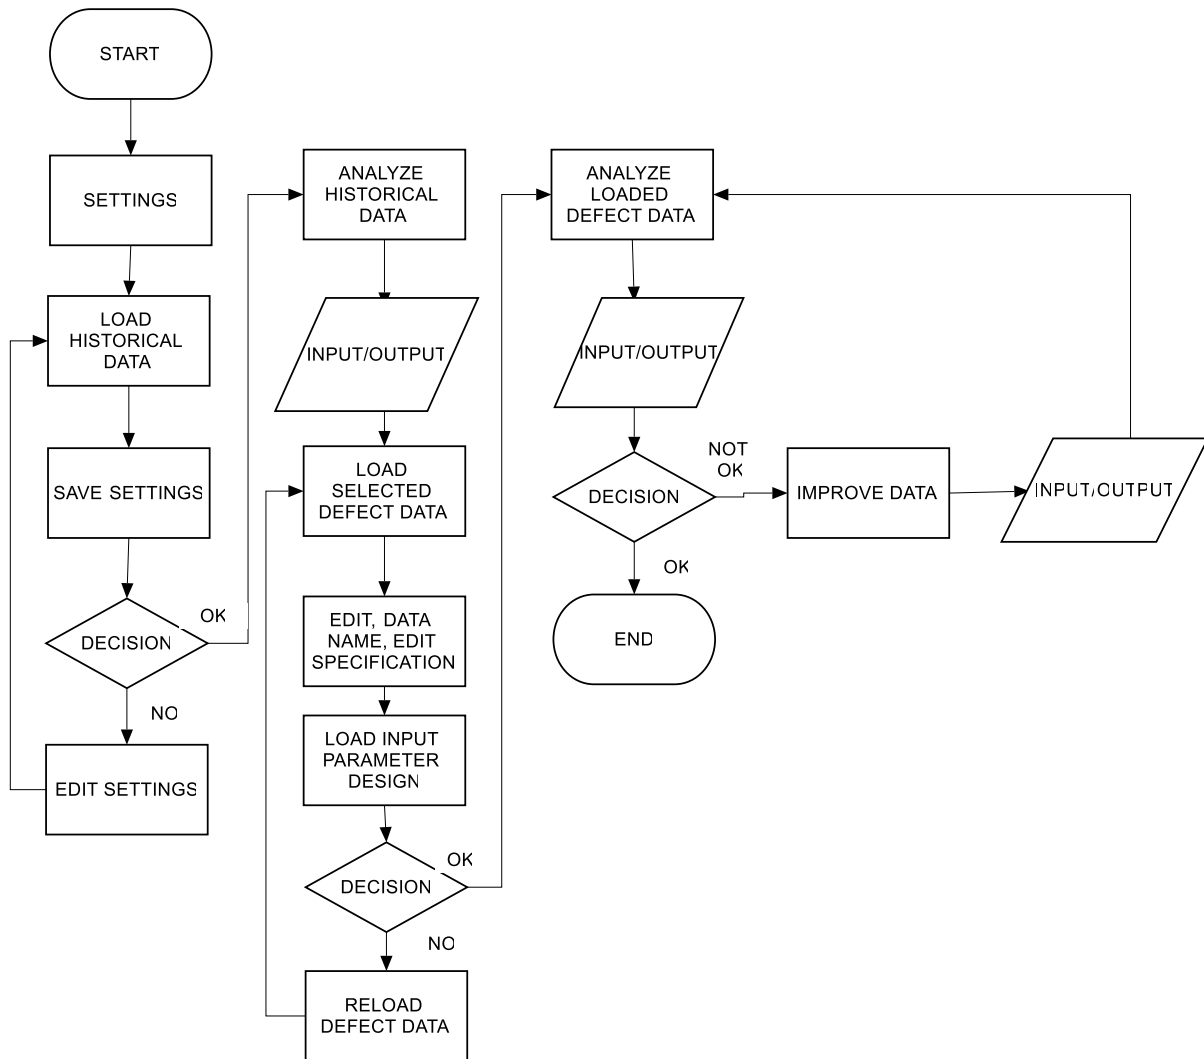 START
SETTINGS
LOAD
HISTORICAL
DATA
SAVE SETTINGS
DECISION
OK
NO
EDIT SETTINGS
ANALYZE
HISTORICAL
DATA
INPUT/OUTPUT
LOAD
SELECTED
DEFECT DATA
EDIT, DATA
NAME, EDIT
SPECIFICATION
LOAD INPUT
PARAMETER
DESIGN
DECISION
OK
NO
RELOAD
DEFECT DATA
ANALYZE
LOADED
DEFECT DATA
INPUT/OUTPUT
DECISION
NOT
OK
OK
END
IMPROVE DATA
INPUT/OUTPUT